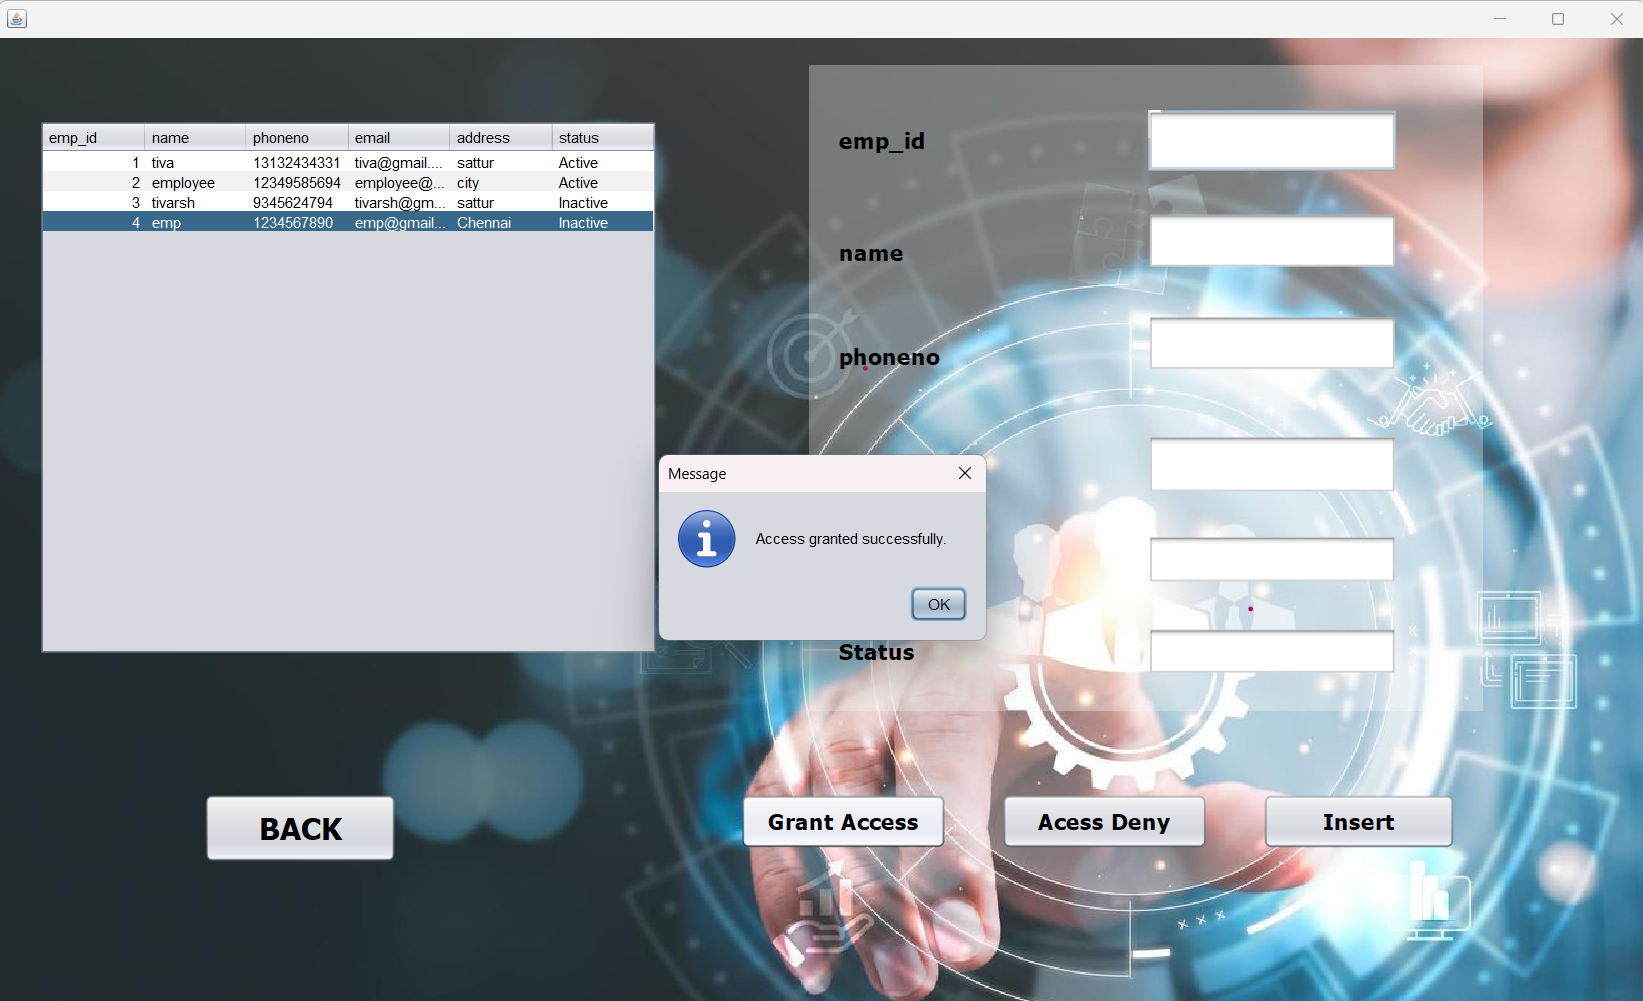 emp_id name phoneno email address status
1 tiva 13132434331 tiva@gmail.... sattur Active
2 employee 12349585694 employee@... city Active
3 tivarsh 9345624794 tivarsh@gm... sattur Inactive
4 emp 1234567890 emp@gmail... Chennai Inactive
emp_id
name
phoneno
Message
Access granted successfully.
OK
Status
BACK
Grant Access
Acess Deny
Insert